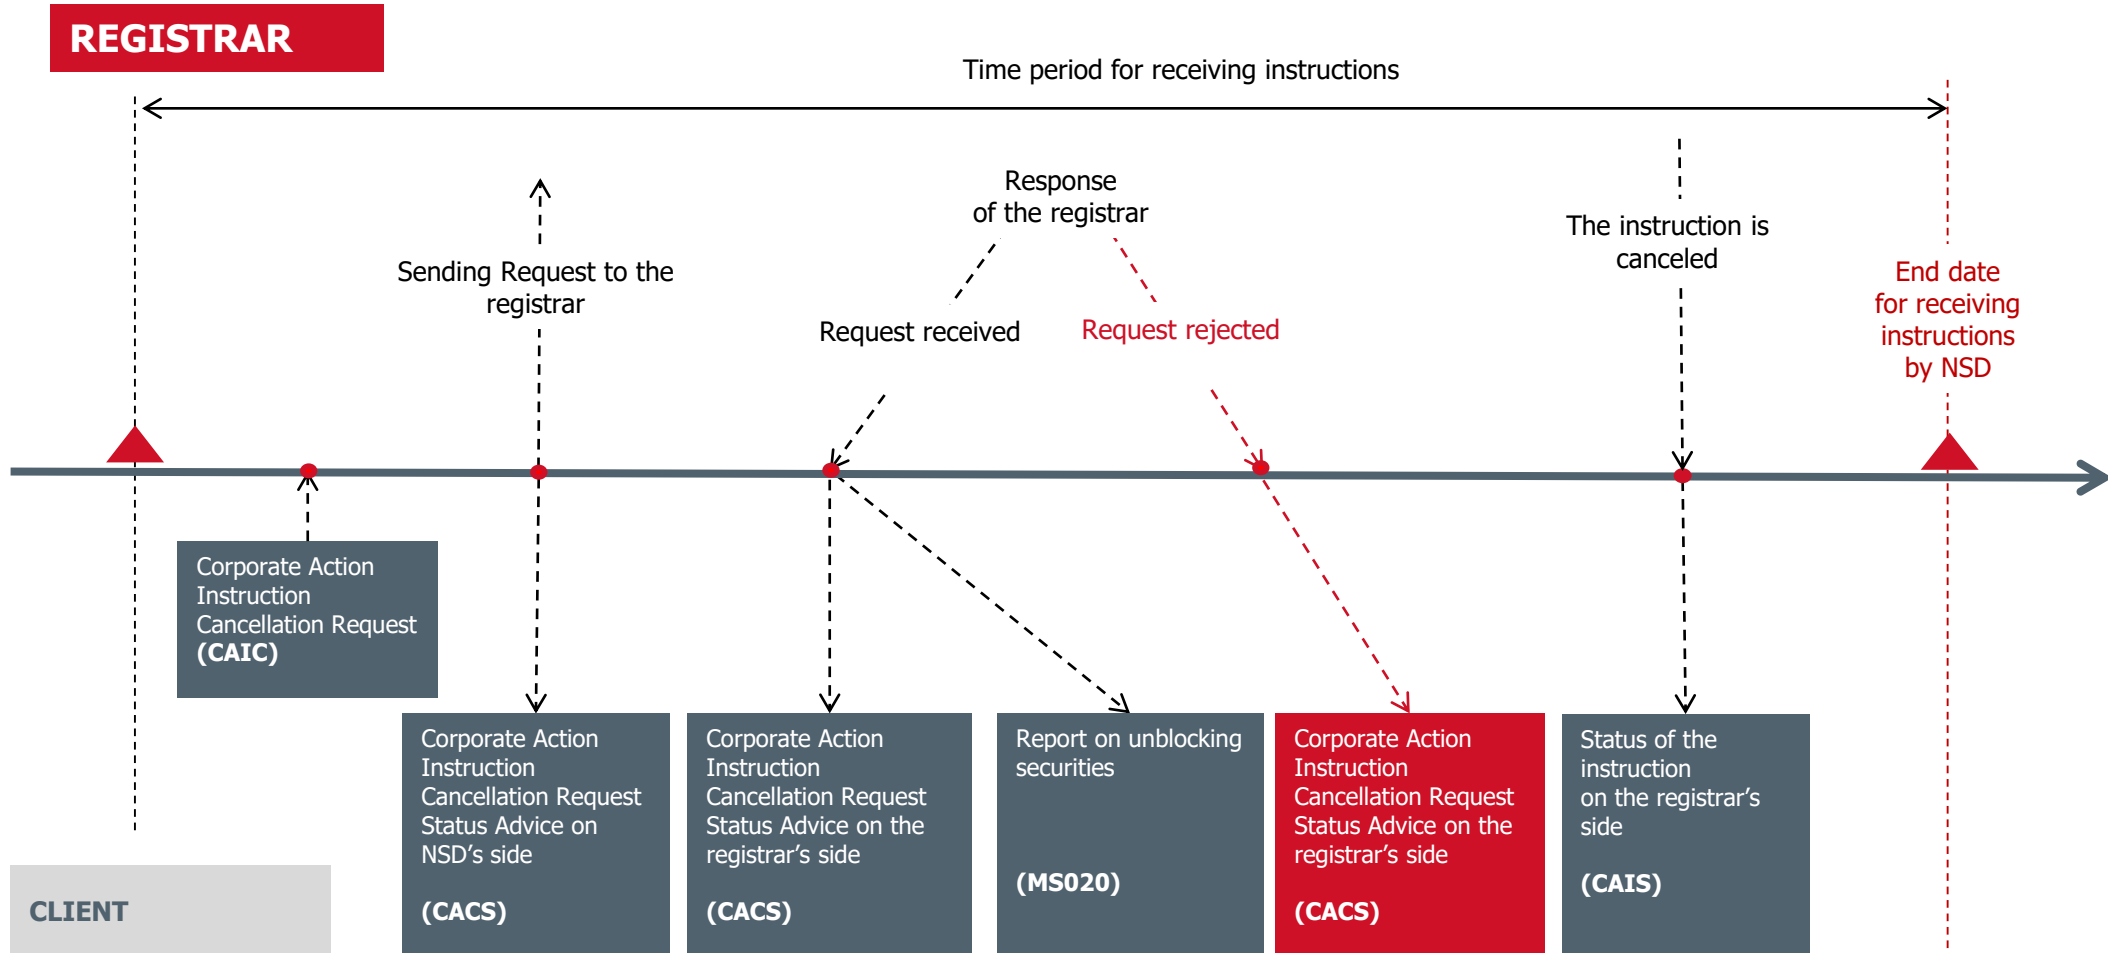 REGISTRAR
Time period for receiving instructions
Response
of the registrar
The instruction is
canceled
Sending Request to the
registrar
End date
for receiving
instructions
by NSD
Request received
Request rejected
Corporate Action
Instruction
Cancellation Request
(CAIC)
Corporate Action
Instruction
Cancellation Request
Status Advice on
NSD's side
(CACS)
Corporate Action
Instruction
Cancellation Request
Status Advice on the
registrar's side
(CACS)
Report on unblocking
securities
(MS020)
Corporate Action
Instruction
Cancellation Request
Status Advice on the
registrar's side
(CACS)
Status of the
instruction
on the registrar's
side
(CAIS)
CLIENT